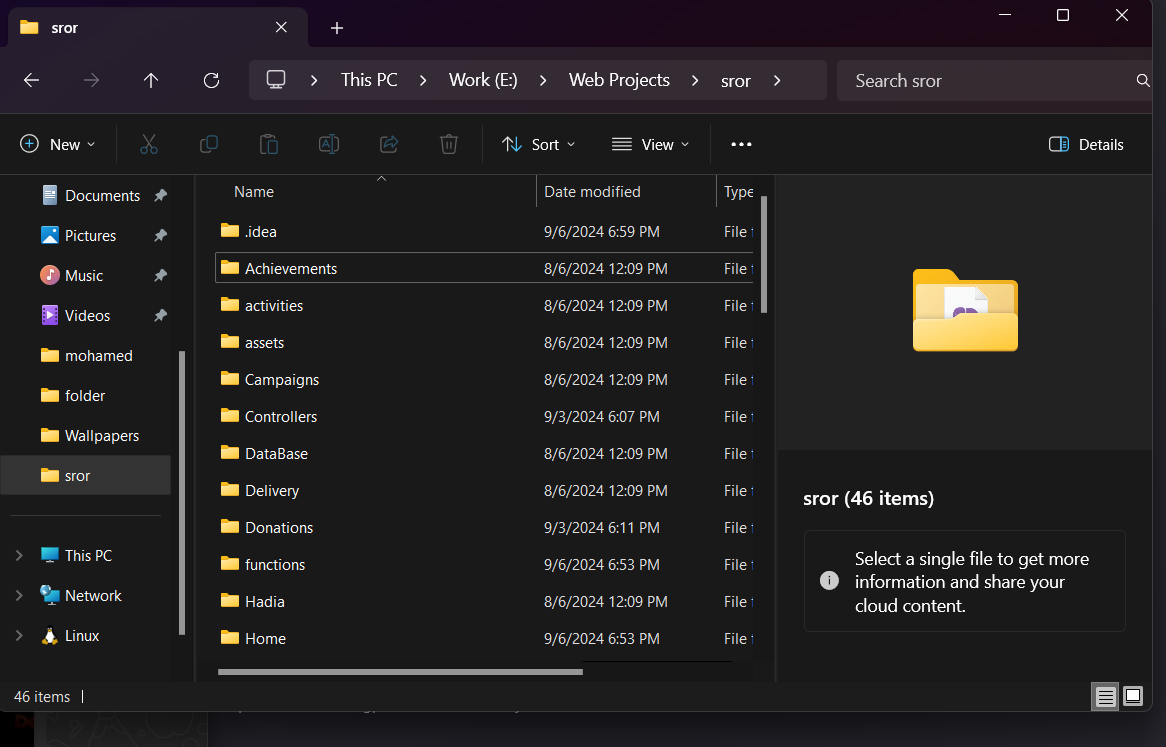 sror
This PC
Work (E:)
Web Projects
sror
Search sror
New
Sort
View
Details
Documents
Pictures
Music
Videos
mohamed
folder
Wallpapers
sror
This PC
Network
Linux
Name Date modified Type
.idea 9/6/2024 6:59 PM File
Achievements 8/6/2024 12:09 PM File
activities 8/6/2024 12:09 PM File
assets 8/6/2024 12:09 PM File
Campaigns 8/6/2024 12:09 PM File
Controllers 9/3/2024 6:07 PM File
DataBase 8/6/2024 12:09 PM File
Delivery 8/6/2024 12:09 PM File
Donations 9/3/2024 6:11 PM File
functions 9/6/2024 6:53 PM File
Hadia 8/6/2024 12:09 PM File
Home 9/6/2024 6:53 PM File
sror (46 items)
Select a single file to get more
information and share your
cloud content.
46 items